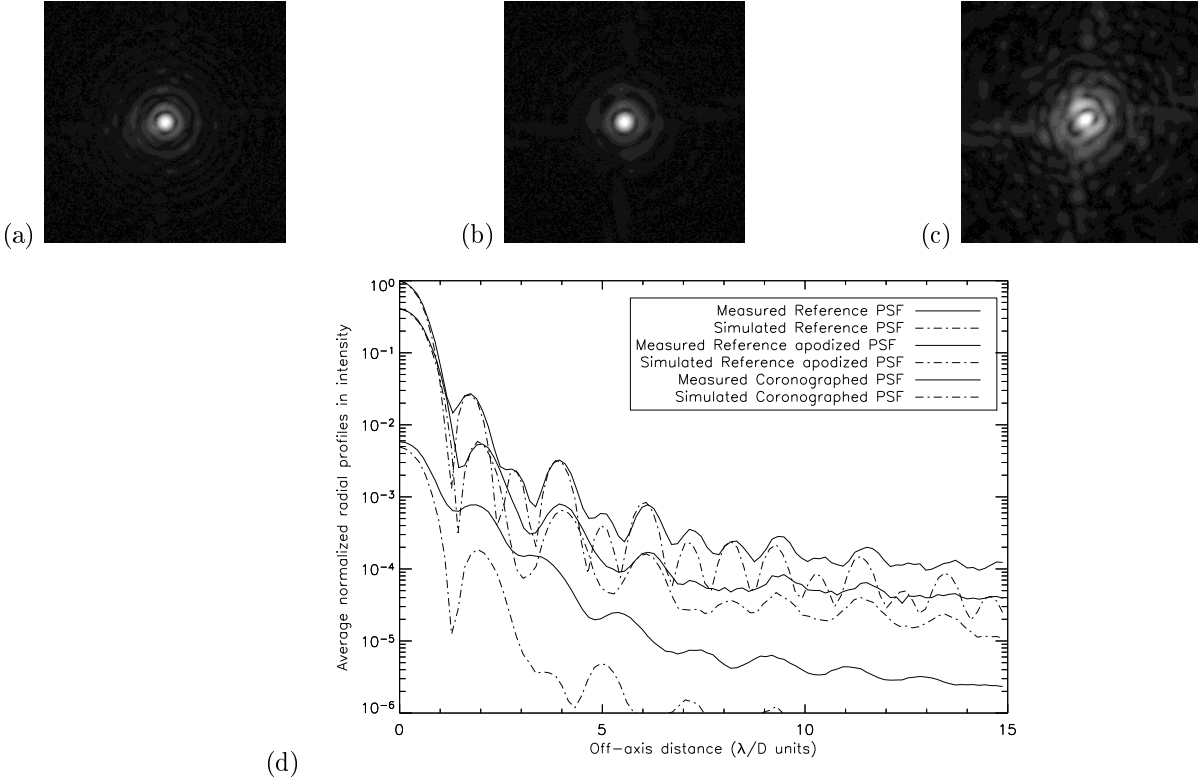 (a)
(b)
(c)
Average normalized radial profiles in intensity
10⁰
10⁻¹
10⁻²
10⁻³
10⁻⁴
10⁻⁵
10⁻⁶
Measured Reference PSF
Simulated Reference PSF
Measured Reference apodized PSF
Simulated Reference apodized PSF
Measured Coronographed PSF
Simulated Coronographed PSF
0 5 10 15
Off-axis distance (λ/D units)
(d)